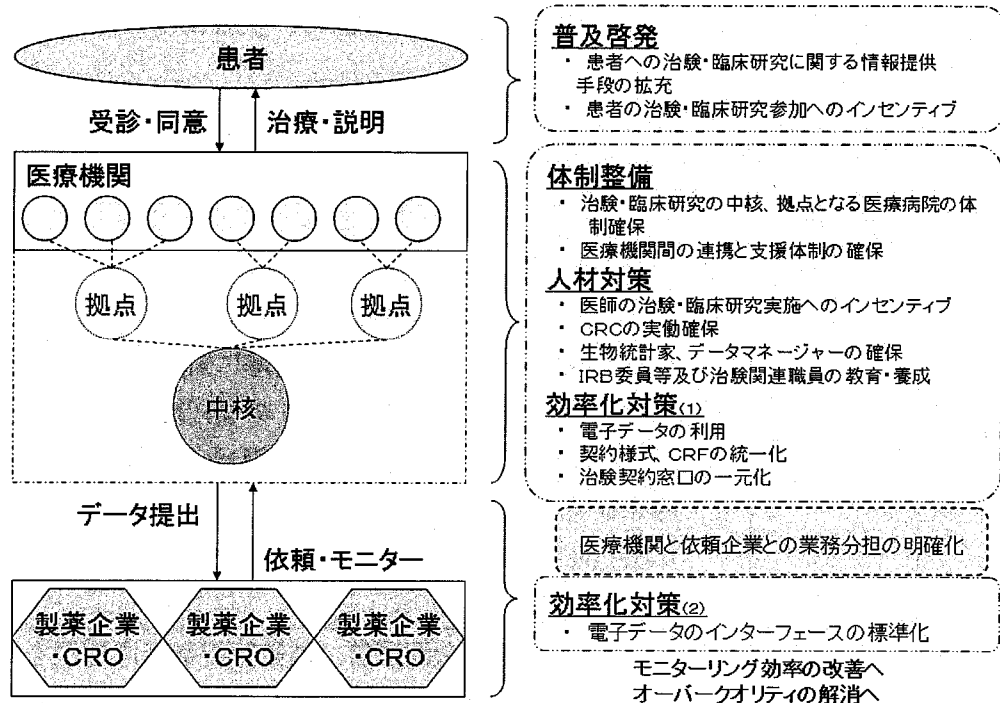 患者
受診・同意
治療・説明
医療機関
拠点
拠点
拠点
中核
データ提出
依頼・モニター
製薬企業
・CRO
製薬企業
・CRO
製薬企業
・CRO
普及啓発
・ 患者への治験・臨床研究に関する情報提供
手段の拡充
・ 患者の治験・臨床研究参加へのインセンティブ
体制整備
・ 治験・臨床研究の中核、拠点となる医療病院の体
制確保
・ 医療機関間の連携と支援体制の確保
人材対策
・ 医師の治験・臨床研究実施へのインセンティブ
・ CRCの実働確保
・ 生物統計家、データマネージャーの確保
・ IRB委員等及び治験関連職員の教育・養成
効率化対策(1)
・ 電子データの利用
・ 契約様式、CRFの統一化
・ 治験契約窓口の一元化
医療機関と依頼企業との業務分担の明確化
効率化対策(2)
・ 電子データのインターフェースの標準化
モニターリング効率の改善へ
オーバークオリティの解消へ